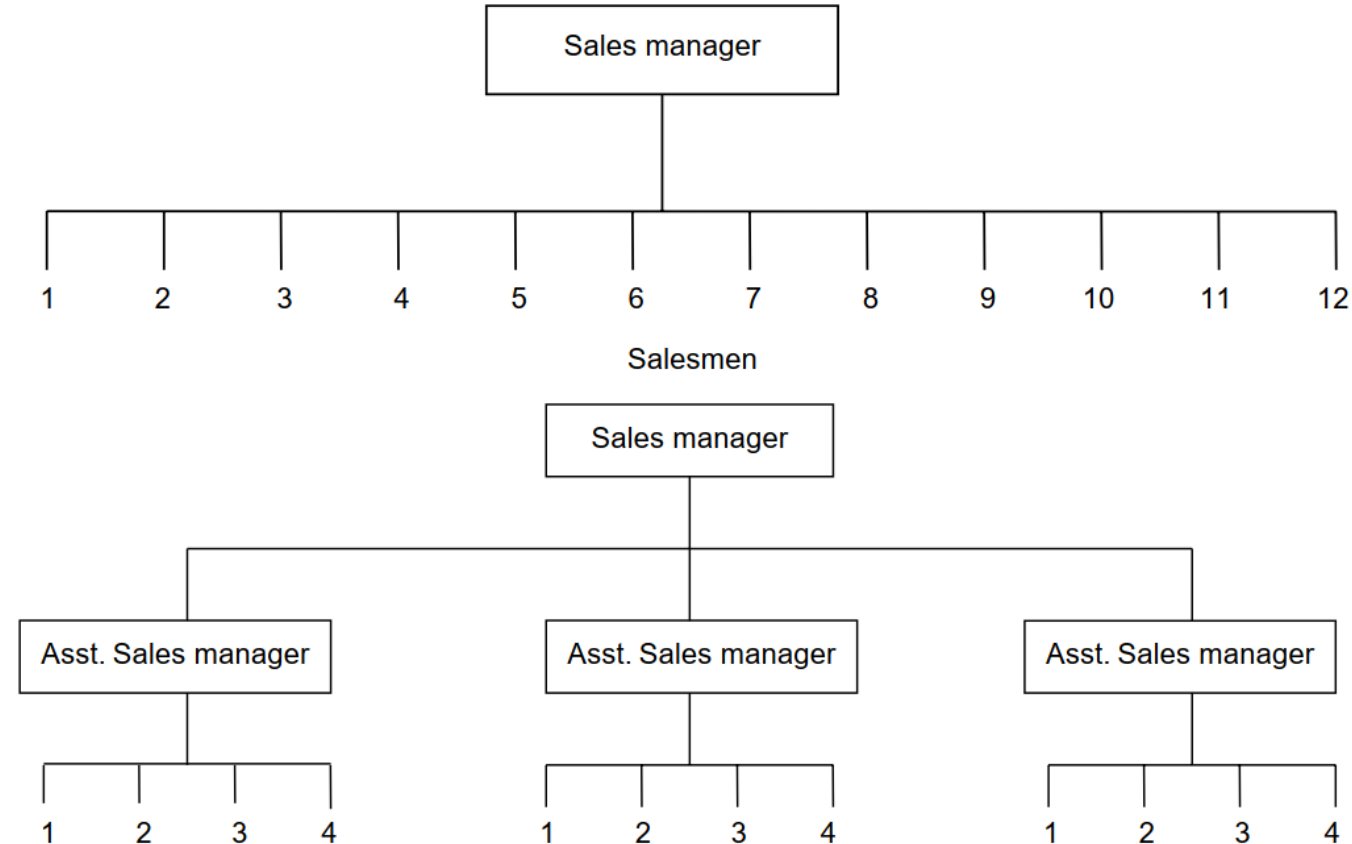 Sales manager
1 2 3 4 5 6 7 8 9 10 11 12
Salesmen
Sales manager
Asst. Sales manager Asst. Sales manager Asst. Sales manager
1 2 3 4 1 2 3 4 1 2 3 4